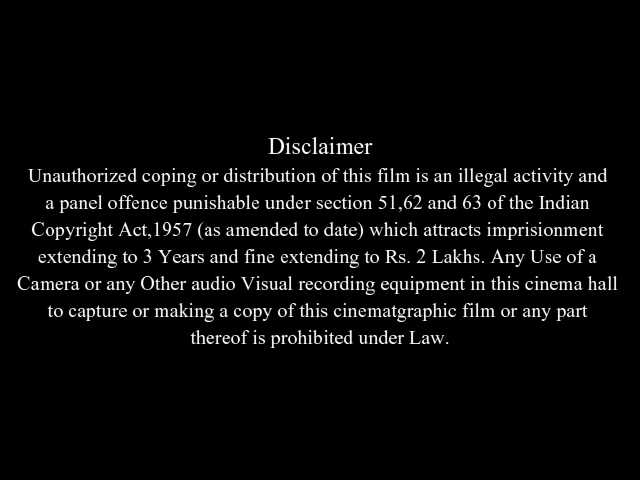 Disclaimer
Unauthorized coping or distribution of this film is an illegal activity and
a panel offence punishable under section 51,62 and 63 of the Indian
Copyright Act,1957 (as amended to date) which attracts imprisionment
extending to 3 Years and fine extending to Rs. 2 Lakhs. Any Use of a
Camera or any Other audio Visual recording equipment in this cinema hall
to capture or making a copy of this cinematgraphic film or any part
thereof is prohibited under Law.